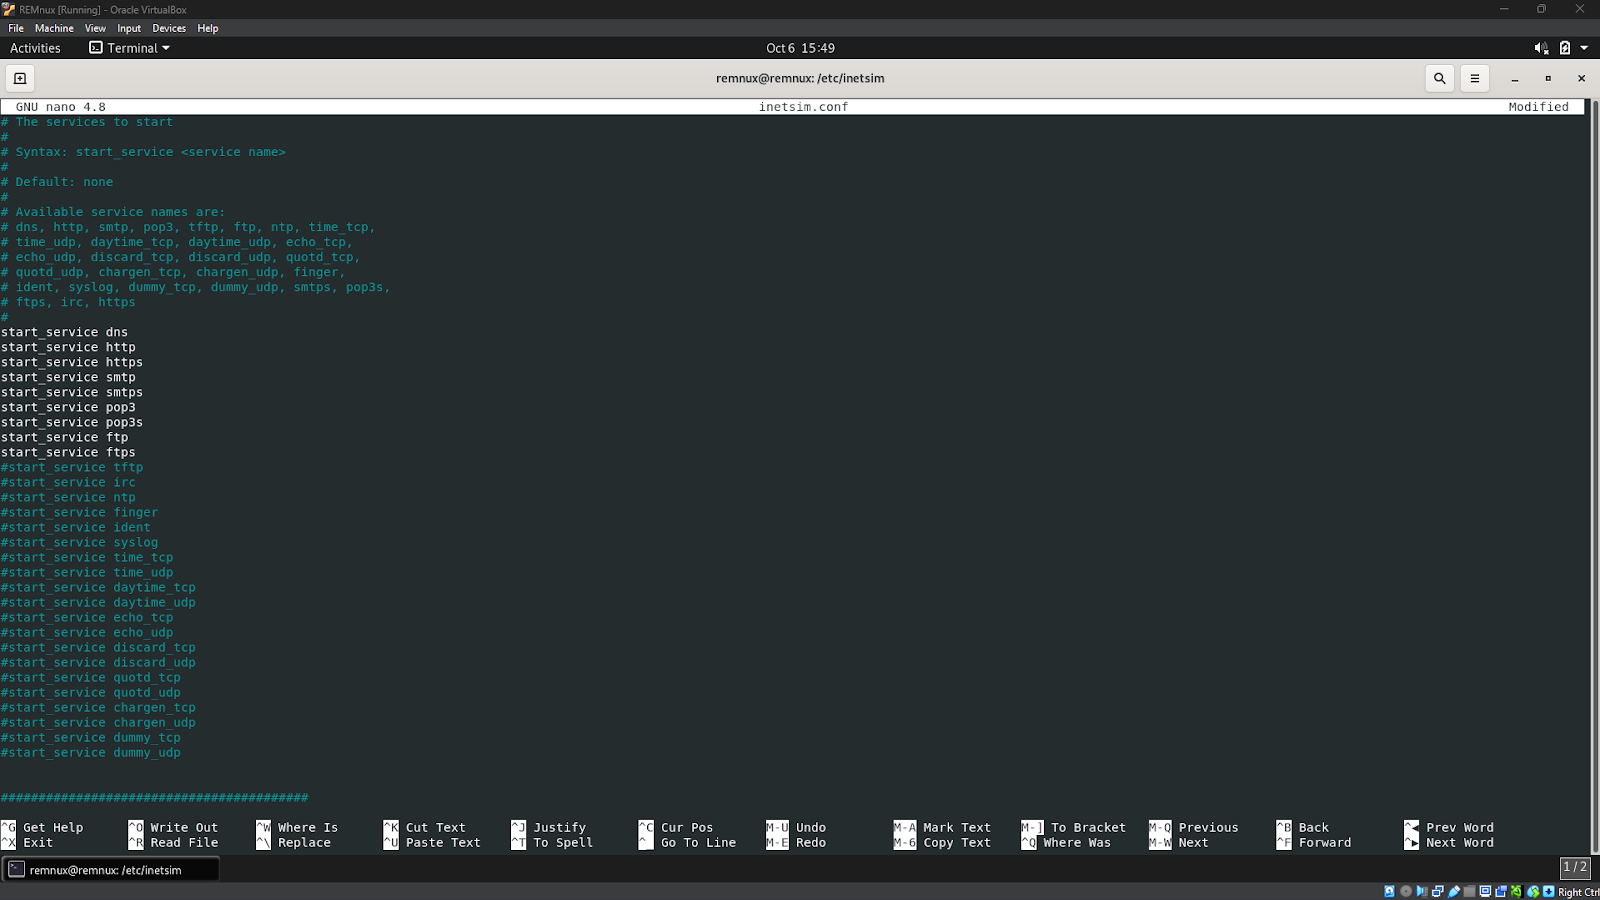 REMnux [Running] - Oracle VirtualBox
File Machine View Input Devices Help
Activities Terminal Oct 6 15:49
remnux@remnux: /etc/inetsim
GNU nano 4.8 inetsim.conf Modified
# The services to start
#
# Syntax: start_service <service name>
#
# Default: none
#
# Available service names are:
# dns, http, smtp, pop3, tftp, ftp, ntp, time_tcp,
# time_udp, daytime_tcp, daytime_udp, echo_tcp,
# echo_udp, discard_tcp, discard_udp, quotd_tcp,
# quotd_udp, chargen_tcp, chargen_udp, finger,
# ident, syslog, dummy_tcp, dummy_udp, smtps, pop3s,
# ftps, irc, https
#
start_service dns
start_service http
start_service https
start_service smtp
start_service smtps
start_service pop3
start_service pop3s
start_service ftp
start_service ftps
#start_service tftp
#start_service irc
#start_service ntp
#start_service finger
#start_service ident
#start_service syslog
#start_service time_tcp
#start_service time_udp
#start_service daytime_tcp
#start_service daytime_udp
#start_service echo_tcp
#start_service echo_udp
#start_service discard_tcp
#start_service discard_udp
#start_service quotd_tcp
#start_service quotd_udp
#start_service chargen_tcp
#start_service chargen_udp
#start_service dummy_tcp
#start_service dummy_udp
#########################################
^G Get Help ^O Write Out ^W Where Is ^K Cut Text ^J Justify ^C Cur Pos M-U Undo M-A Mark Text M-] To Bracket M-Q Previous ^B Back ^◀ Prev Word
^X Exit ^R Read File ^\ Replace ^U Paste Text ^T To Spell ^_ Go To Line M-E Redo M-6 Copy Text ^Q Where Was M-W Next ^F Forward ^▶ Next Word
remnux@remnux: /etc/inetsim 1 / 2
Right Ctrl